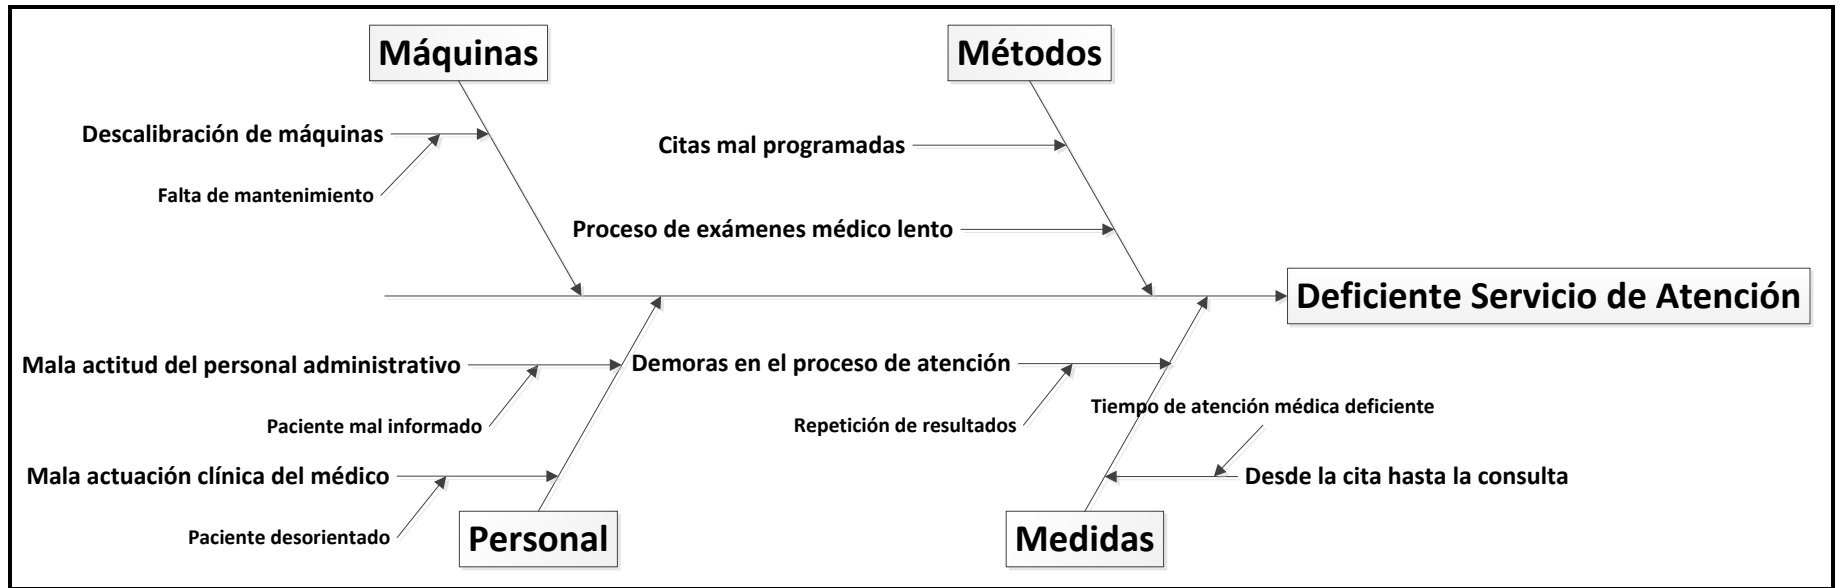 Máquinas
Métodos
Descalibración de máquinas
Citas mal programadas
Falta de mantenimiento
Proceso de exámenes médico lento
Deficiente Servicio de Atención
Mala actitud del personal administrativo
Demoras en el proceso de atención
Tiempo de atención médica deficiente
Paciente mal informado
Repetición de resultados
Mala actuación clínica del médico
Desde la cita hasta la consulta
Paciente desorientado
Personal
Medidas